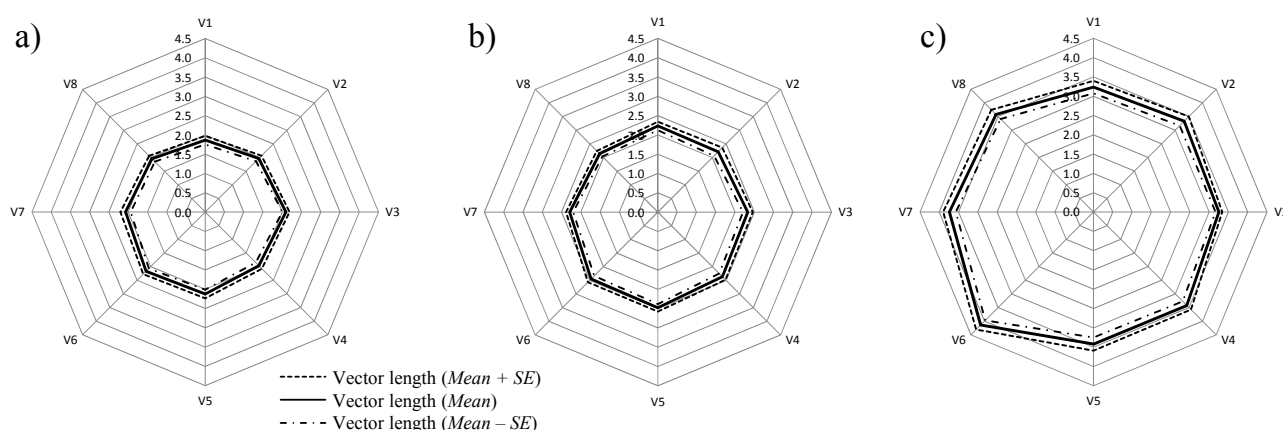 a)
V1
4.5
4.0
3.5
3.0
2.5
2.0
1.5
1.0
0.5
0.0
V2
V3
V4
V5
V6
V7
V8
b)
V1
4.5
4.0
3.5
3.0
2.5
2.0
1.5
1.0
0.5
0.0
V2
V3
V4
V5
V6
V7
V8
c)
V1
4.5
4.0
3.5
3.0
2.5
2.0
1.5
1.0
0.5
0.0
V2
V3
V4
V5
V6
V7
V8
Vector length (Mean + SE)
Vector length (Mean)
Vector length (Mean – SE)